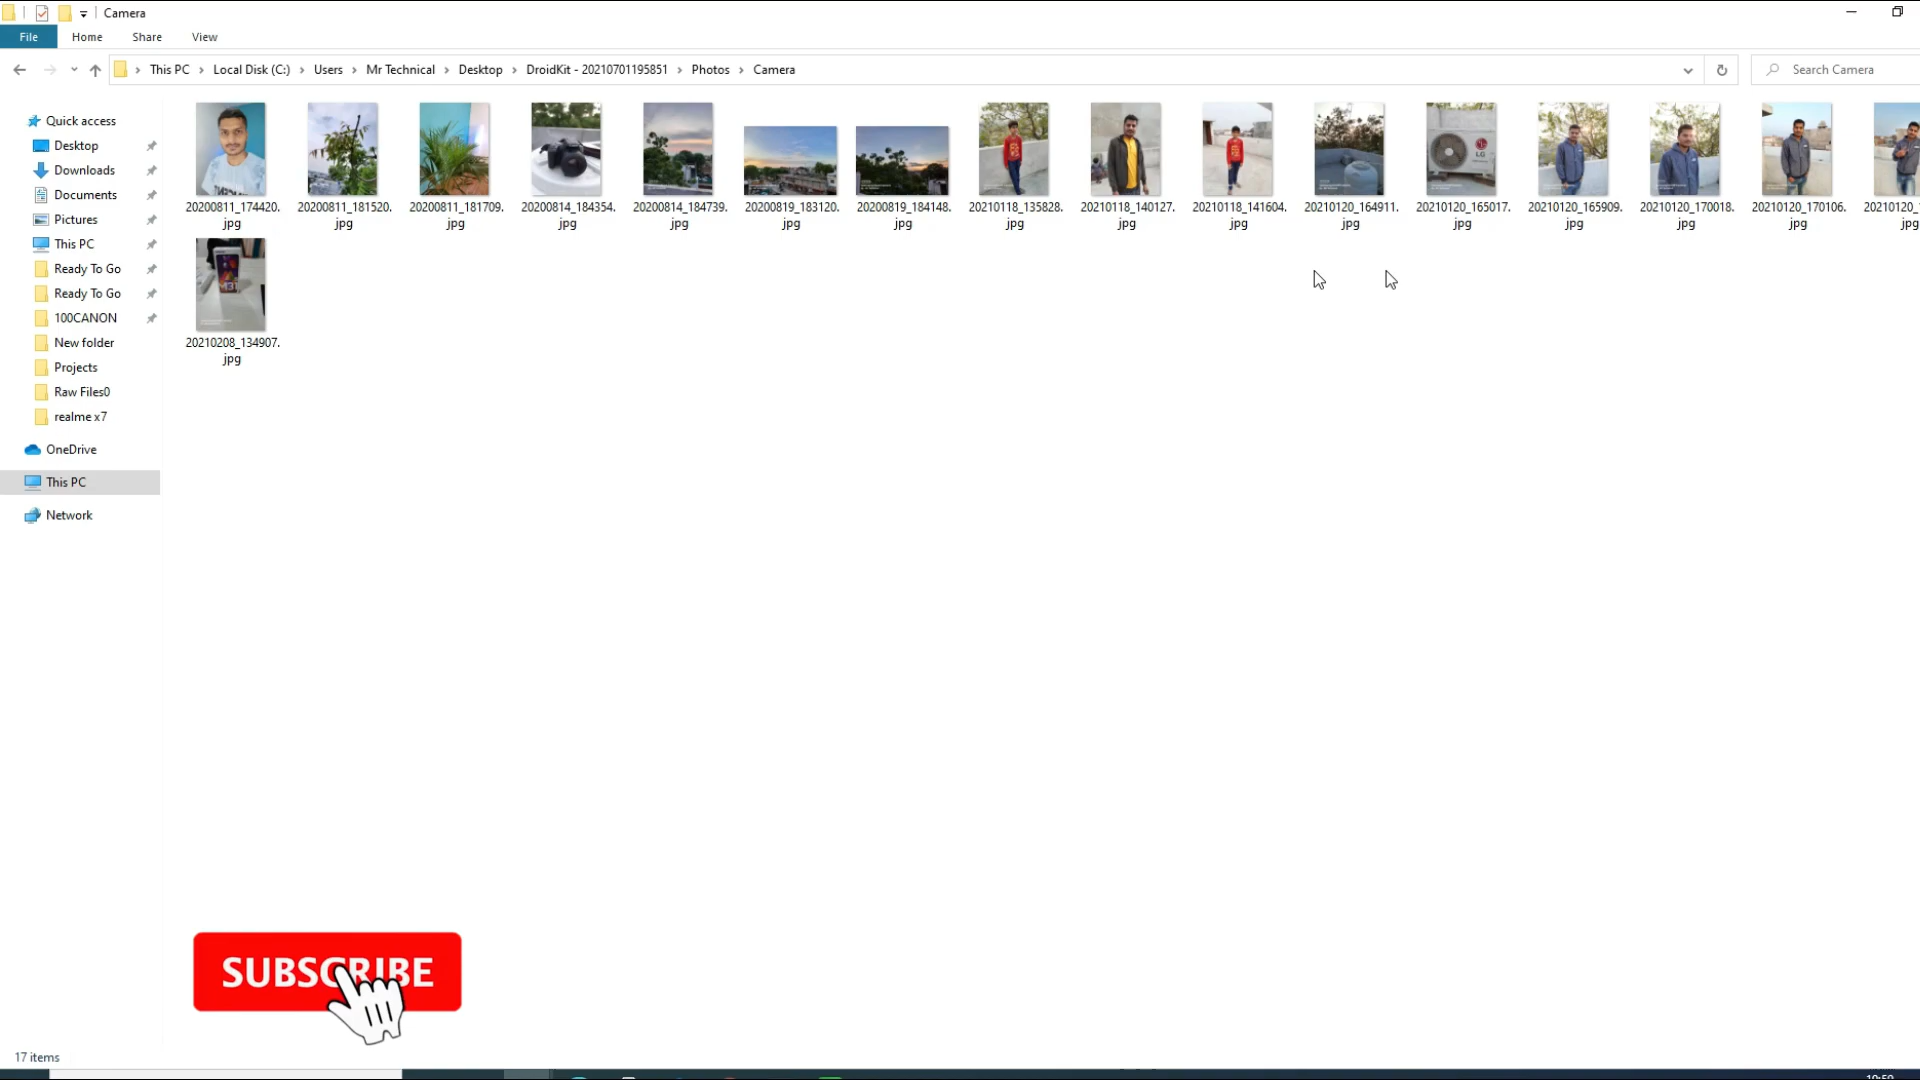 Camera
File Home Share View
This PC Local Disk (C:) Users Mr Technical Desktop DroidKit - 20210701195851 Photos Camera
Search Camera
Quick access
Desktop
Downloads
Documents
Pictures
This PC
Ready To Go
Ready To Go
100CANON
New folder
Projects
Raw Files0
realme x7
OneDrive
This PC
Network
20200811_174420.jpg
20200811_181520.jpg
20200811_181709.jpg
20200814_184354.jpg
20200814_184739.jpg
20200819_183120.jpg
20200819_184148.jpg
20210118_135828.jpg
20210118_140127.jpg
20210118_141604.jpg
20210120_164911.jpg
20210120_165017.jpg
20210120_165909.jpg
20210120_170018.jpg
20210120_170106.jpg
20210120_
jpg
LG
M31
20210208_134907.jpg
SUBSCRIBE
17 items